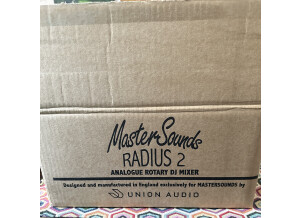 MasterSounds
RADIUS 2
ANALOGUE ROTARY DJ MIXER
Designed and manufactured in England exclusively for MASTERSOUNDS by
UNION AUDIO